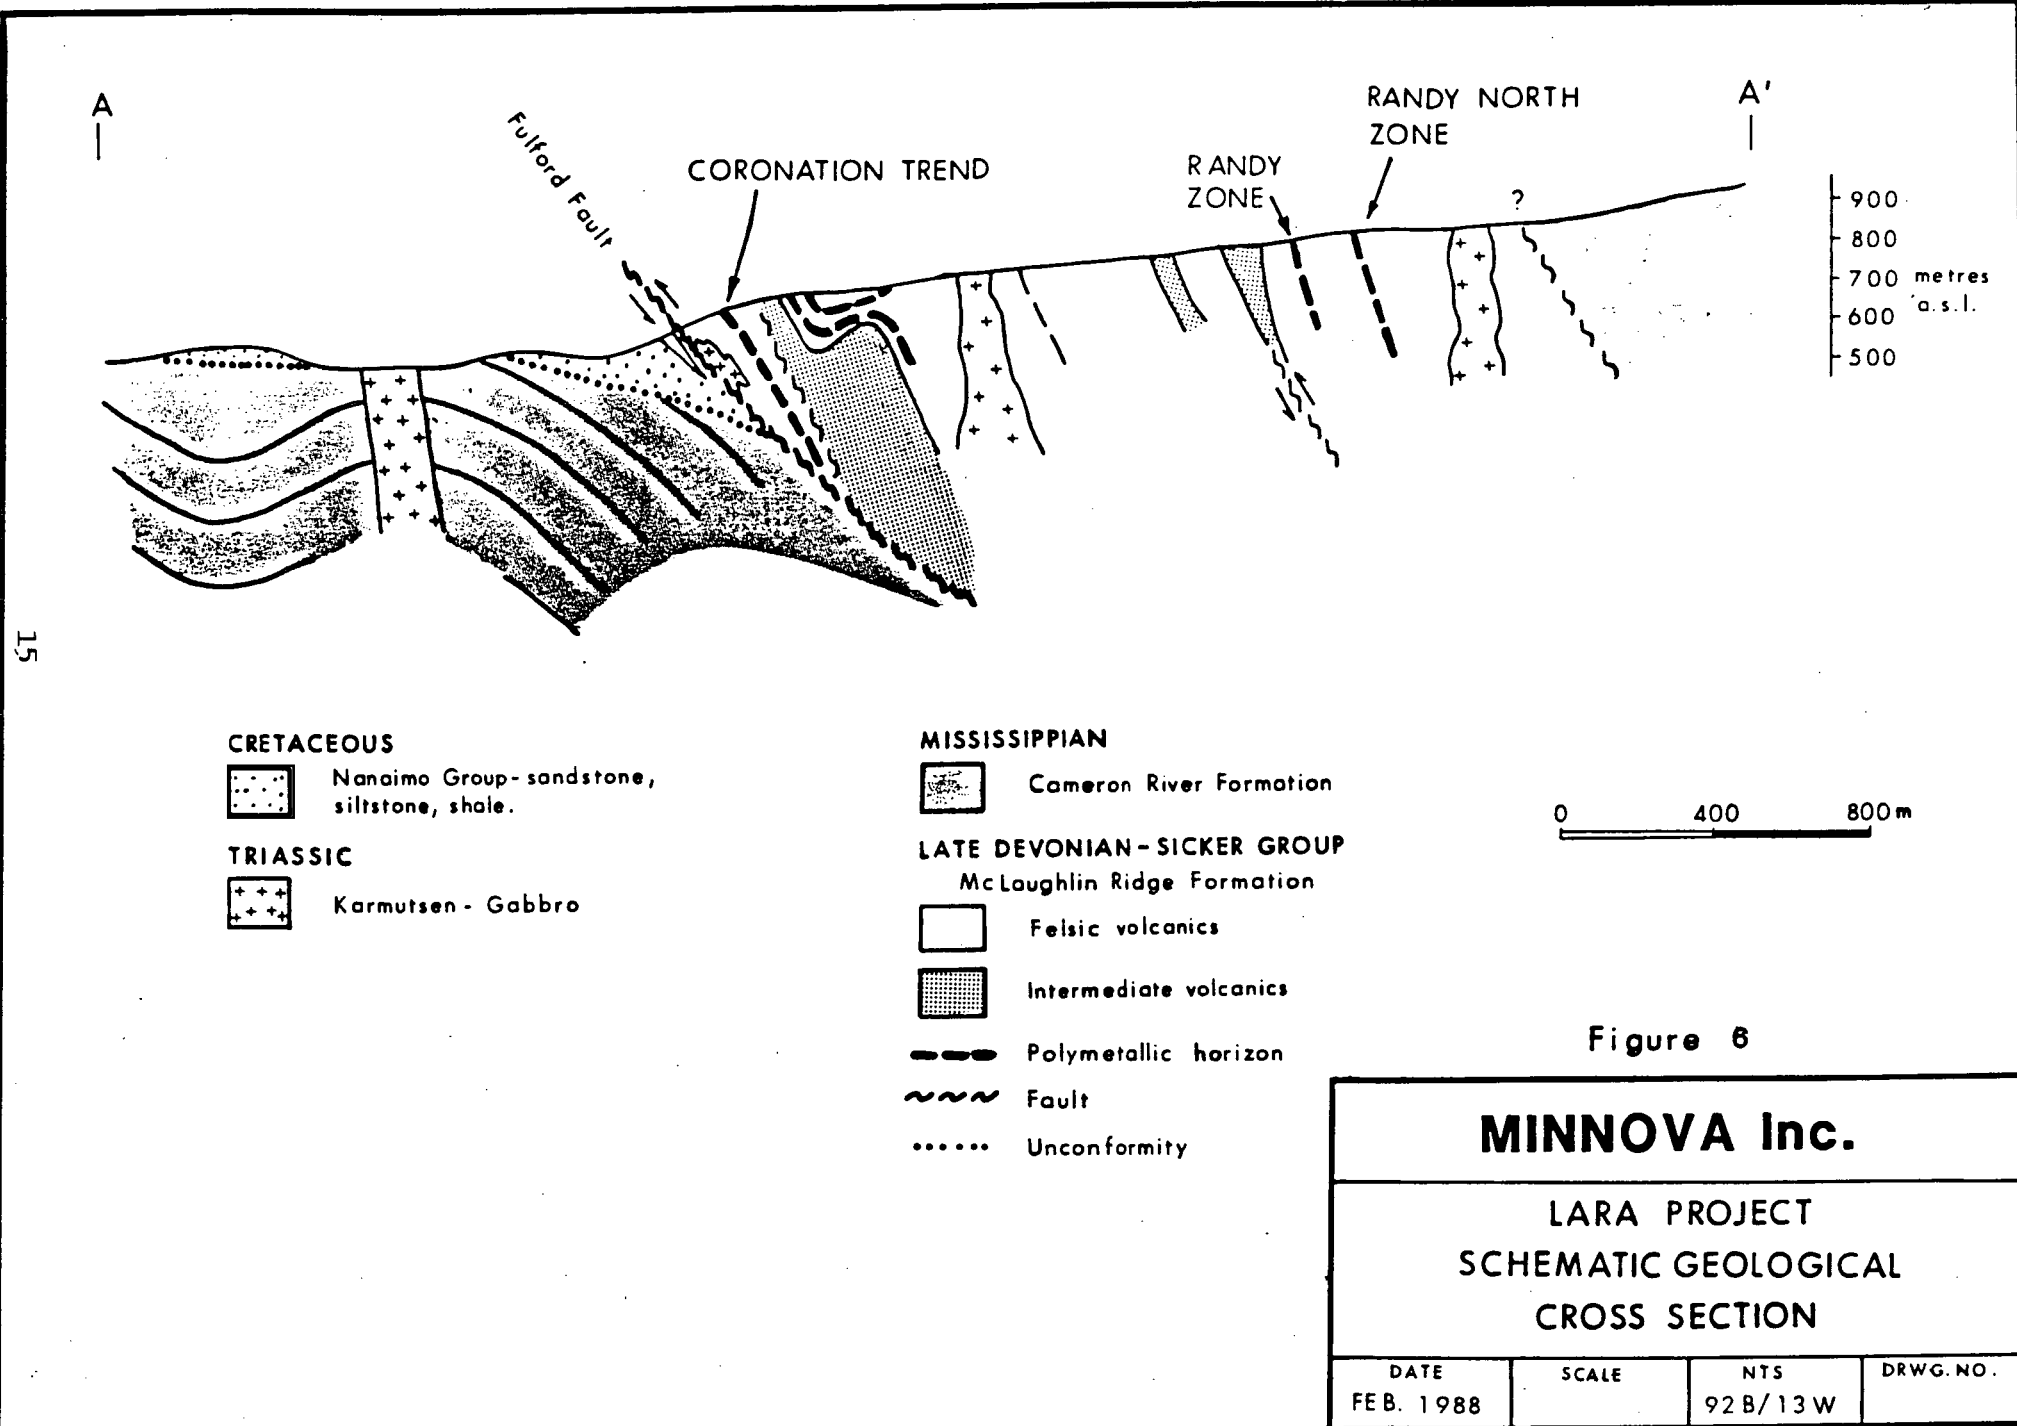 A
A'
Fulford Fault
CORONATION TREND
RANDY
ZONE
RANDY NORTH
ZONE
?
900
800
700 metres
a.s.l.
600
500
15
CRETACEOUS
Nanaimo Group-sandstone,
siltstone, shale.
TRIASSIC
Karmutsen - Gabbro
MISSISSIPPIAN
Cameron River Formation
LATE DEVONIAN-SICKER GROUP
McLaughlin Ridge Formation
Felsic volcanics
Intermediate volcanics
Polymetallic horizon
Fault
Unconformity
0 400 800m
Figure 6
MINNOVA Inc.
LARA PROJECT
SCHEMATIC GEOLOGICAL
CROSS SECTION
DATE
FEB. 1988
SCALE
NTS
92B/13W
DRWG.NO.